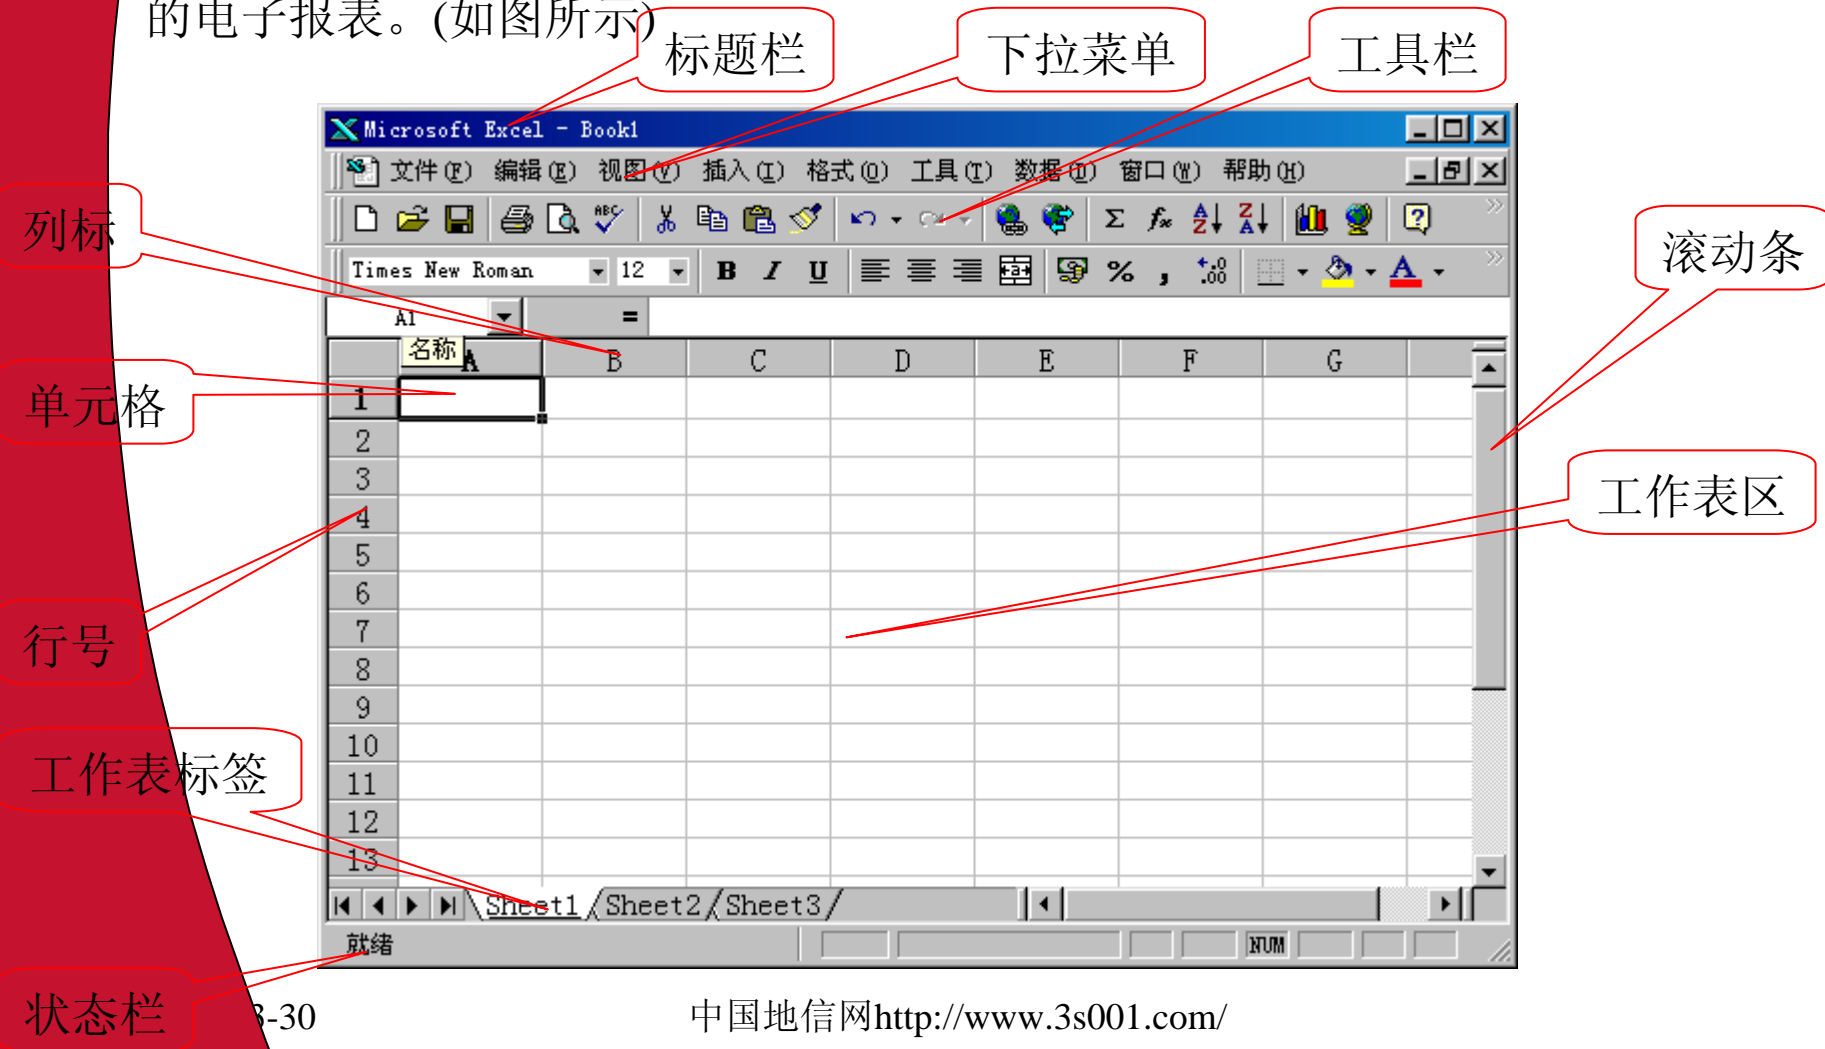 的电子报表。(如图所示)
标题栏
下拉菜单
工具栏
Microsoft Excel - Book1
文件(F) 编辑(E) 视图(V) 插入(I) 格式(O) 工具(T) 数据(D) 窗口(W) 帮助(H)
列标
滚动条
Times New Roman 12 B I U
A1 =
名称
A B C D E F G
单元格
1
2
3
工作表区
4
5
6
7
行号
8
9
10
工作表标签
11
12
13
Sheet1 Sheet2 Sheet3
就绪 NUM
状态栏
3-30
中国地信网http://www.3s001.com/